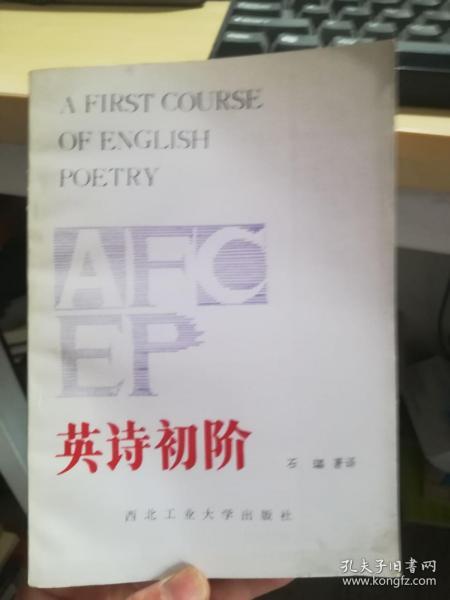 A FIRST COURSE
OF ENGLISH
POETRY
AFC
EP
英诗初阶
石 著译
西北工业大学出版社
孔夫子旧书网
www.kongfz.com